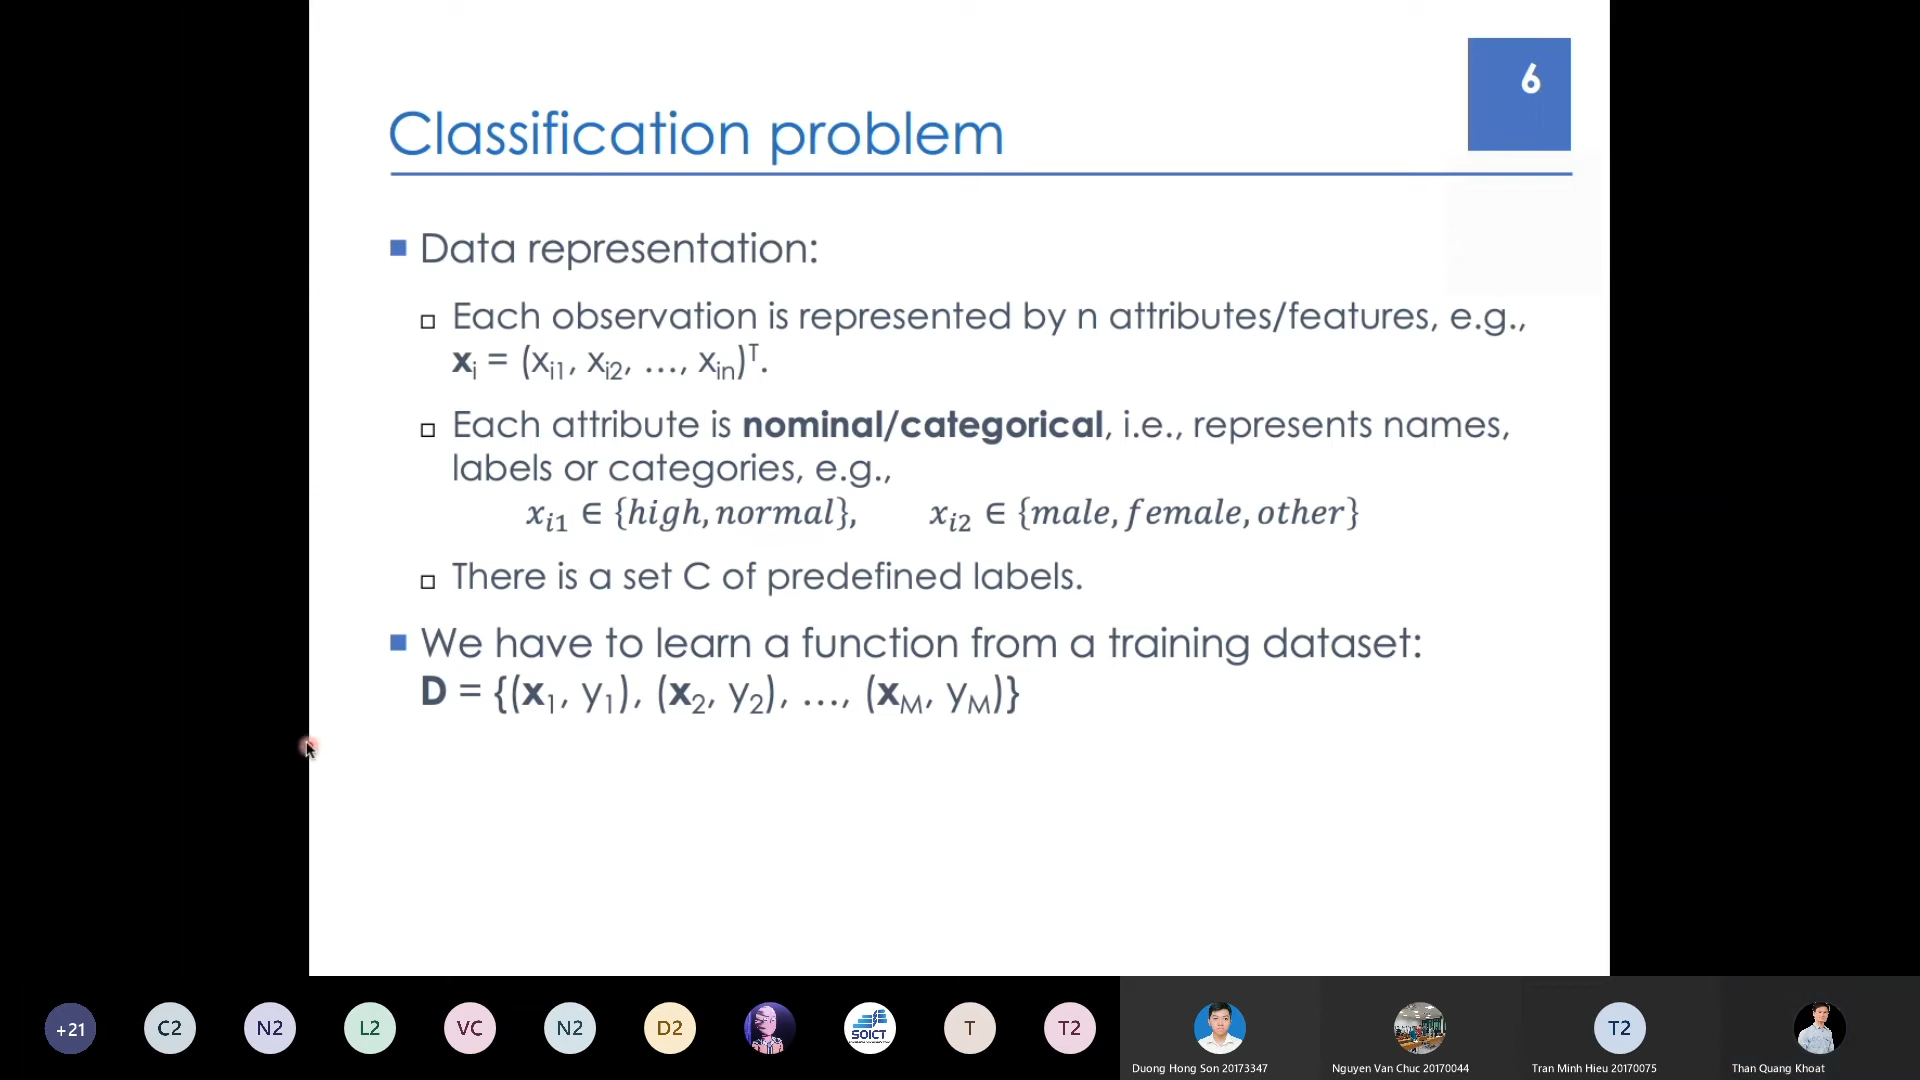 6
Classification problem
Data representation:
Each observation is represented by n attributes/features, e.g.,
xᵢ = (xᵢ₁, xᵢ₂, …, xᵢₙ)ᵀ.
Each attribute is nominal/categorical, i.e., represents names,
labels or categories, e.g.,
xᵢ₁ ∈ {high, normal}, xᵢ₂ ∈ {male, female, other}
There is a set C of predefined labels.
We have to learn a function from a training dataset:
D = {(x₁, y₁), (x₂, y₂), …, (x_M, y_M)}
+21 C2 N2 L2 VC N2 D2 SOICT T T2 T2
Duong Hong Son 20173347 Nguyen Van Chuc 20170044 Tran Minh Hieu 20170075 Than Quang Khoat